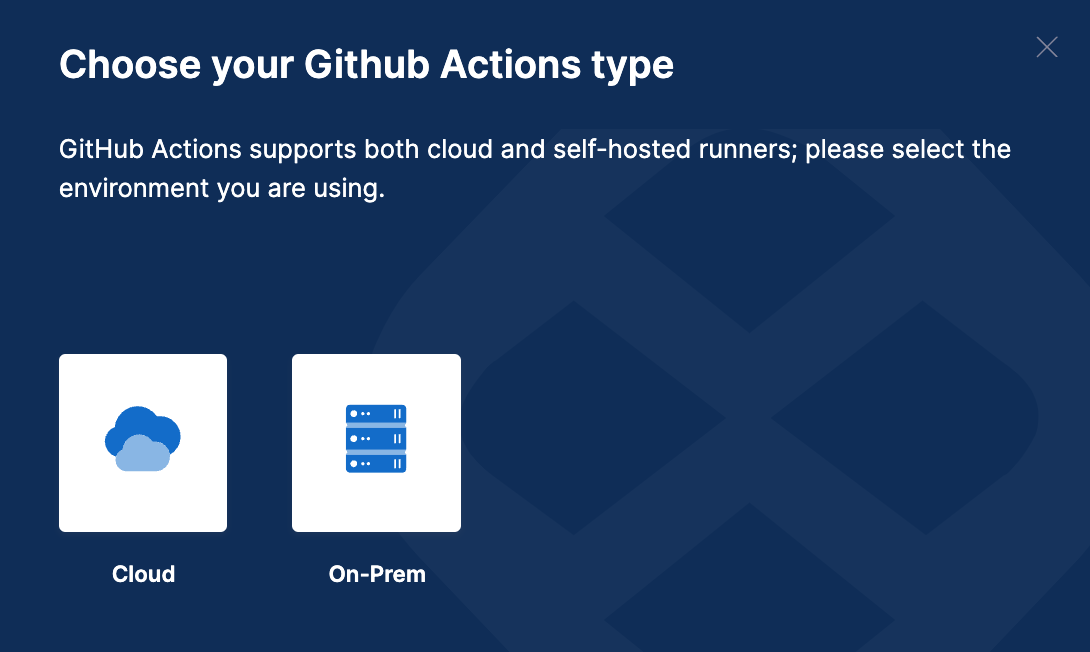 Choose your Github Actions type
GitHub Actions supports both cloud and self-hosted runners; please select the
environment you are using.
Cloud
On-Prem